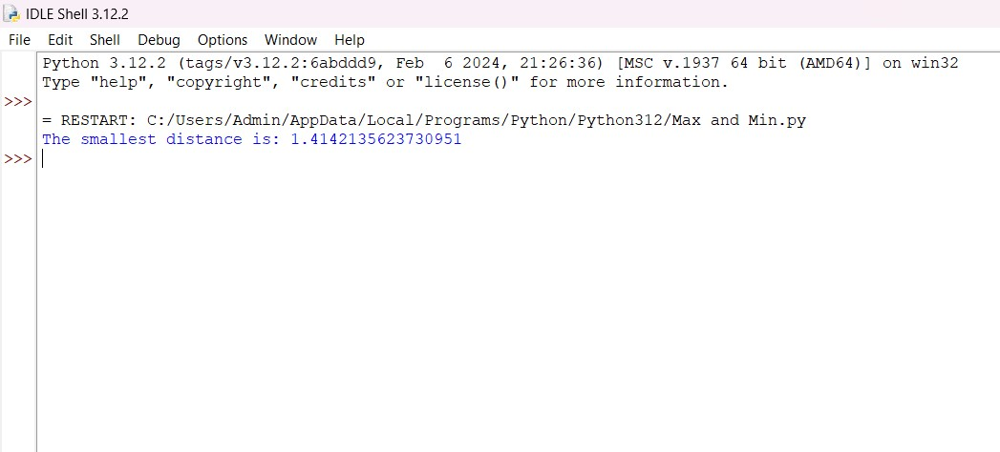 IDLE Shell 3.12.2
File Edit Shell Debug Options Window Help
Python 3.12.2 (tags/v3.12.2:6abddd9, Feb  6 2024, 21:26:36) [MSC v.1937 64 bit (AMD64)] on win32
Type "help", "copyright", "credits" or "license()" for more information.
>>>
= RESTART: C:/Users/Admin/AppData/Local/Programs/Python/Python312/Max and Min.py
The smallest distance is: 1.4142135623730951
>>>